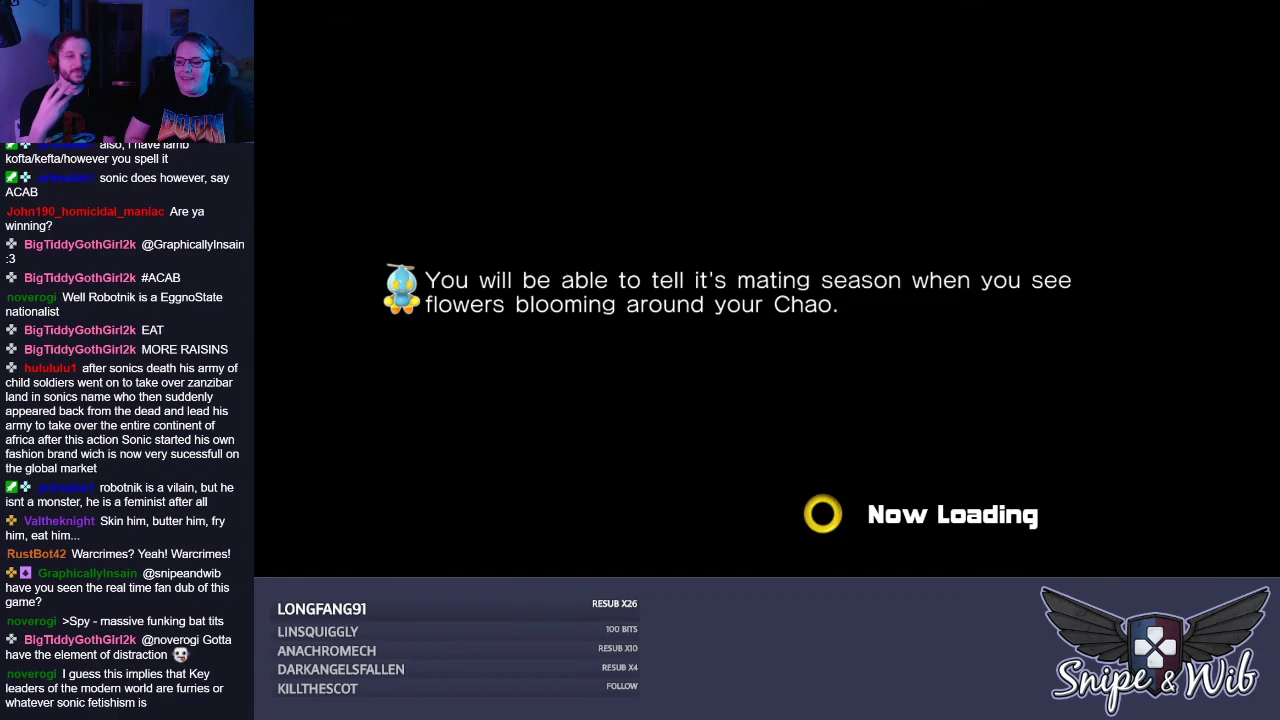 also, I have lamb
kofta/kefta/however you spell it
sonic does however, say
ACAB
John190_homicidal_maniac Are ya
winning?
BigTiddyGothGirl2k @GraphicallyInsain
:3
BigTiddyGothGirl2k #ACAB
noverogi Well Robotnik is a EggnoState
nationalist
BigTiddyGothGirl2k EAT
BigTiddyGothGirl2k MORE RAISINS
hulululu1 after sonics death his army of
child soldiers went on to take over zanzibar
land in sonics name who then suddenly
appeared back from the dead and lead his
army to take over the entire continent of
africa after this action Sonic started his own
fashion brand wich is now very sucessfull on
the global market
robotnik is a vilain, but he
isnt a monster, he is a feminist after all
Valtheknight Skin him, butter him, fry
him, eat him...
RustBot42 Warcrimes? Yeah! Warcrimes!
GraphicallyInsain @snipeandwib
have you seen the real time fan dub of this
game?
noverogi >Spy - massive funking bat tits
BigTiddyGothGirl2k @noverogi Gotta
have the element of distraction
noverogi I guess this implies that Key
leaders of the modern world are furries or
whatever sonic fetishism is
DOOM
You will be able to tell it's mating season when you see
flowers blooming around your Chao.
Now Loading
LONGFANG91 RESUB X26
LINSQUIGGLY 100 BITS
ANACHROMECH RESUB X10
DARKANGELSFALLEN RESUB X4
KILLTHESCOT FOLLOW
Snipe & Wib